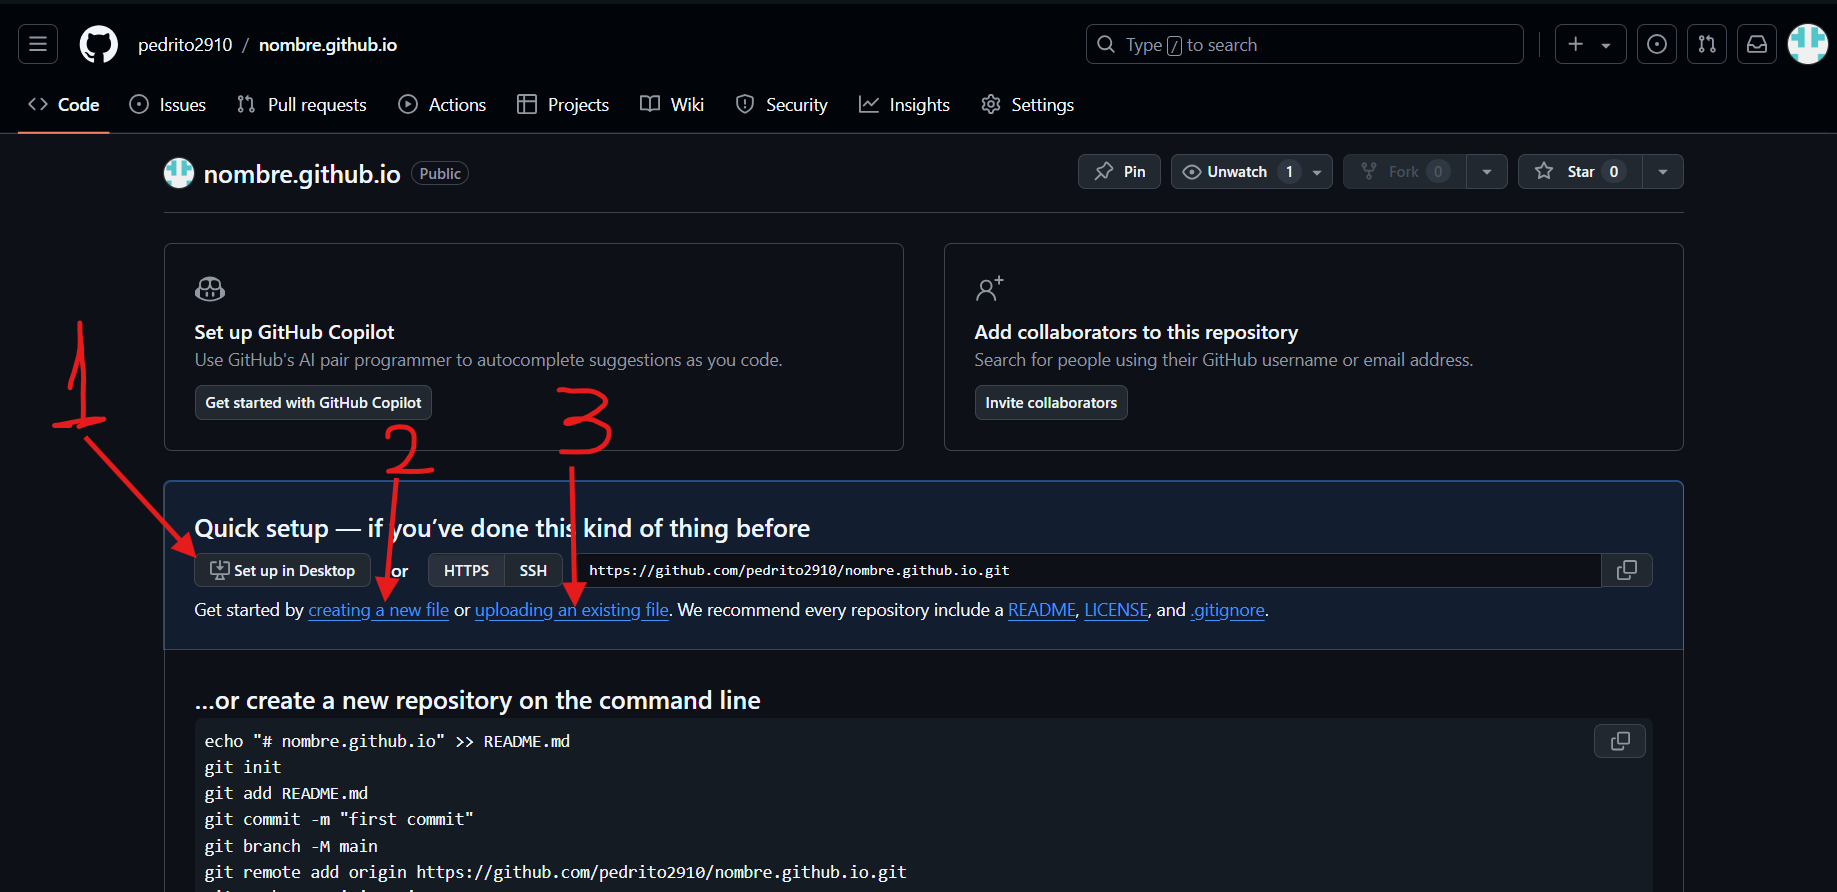 pedrito2910 / nombre.github.io
Type / to search
Code Issues Pull requests Actions Projects Wiki Security Insights Settings
nombre.github.io Public
Pin Unwatch 1 Fork 0 Star 0
Set up GitHub Copilot
Use GitHub's AI pair programmer to autocomplete suggestions as you code.
Get started with GitHub Copilot
Add collaborators to this repository
Search for people using their GitHub username or email address.
Invite collaborators
1
2
3
Quick setup — if you've done this kind of thing before
Set up in Desktop or HTTPS SSH https://github.com/pedrito2910/nombre.github.io.git
Get started by creating a new file or uploading an existing file. We recommend every repository include a README, LICENSE, and .gitignore.
...or create a new repository on the command line
echo "# nombre.github.io" >> README.md
git init
git add README.md
git commit -m "first commit"
git branch -M main
git remote add origin https://github.com/pedrito2910/nombre.github.io.git